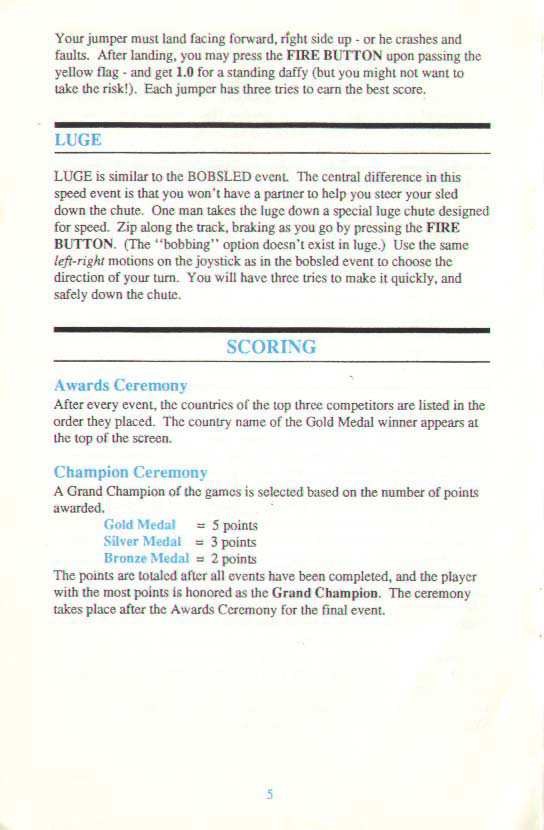 Your jumper must land facing forward, right side up - or he crashes and
faults. After landing, you may press the FIRE BUTTON upon passing the
yellow flag - and get 1.0 for a standing daffy (but you might not want to
take the risk!). Each jumper has three tries to earn the best score.
LUGE
LUGE is similar to the BOBSLED event. The central difference in this
speed event is that you won't have a partner to help you steer your sled
down the chute. One man takes the luge down a special luge chute designed
for speed. Zip along the track, braking as you go by pressing the FIRE
BUTTON. (The "bobbing" option doesn't exist in luge.) Use the same
left-right motions on the joystick as in the bobsled event to choose the
direction of your turn. You will have three tries to make it quickly, and
safely down the chute.
SCORING
Awards Ceremony
After every event, the countries of the top three competitors are listed in the
order they placed. The country name of the Gold Medal winner appears at
the top of the screen.
Champion Ceremony
A Grand Champion of the games is selected based on the number of points
awarded.
Gold Medal = 5 points
Silver Medal = 3 points
Bronze Medal = 2 points
The points are totaled after all events have been completed, and the player
with the most points is honored as the Grand Champion. The ceremony
takes place after the Awards Ceremony for the final event.
5